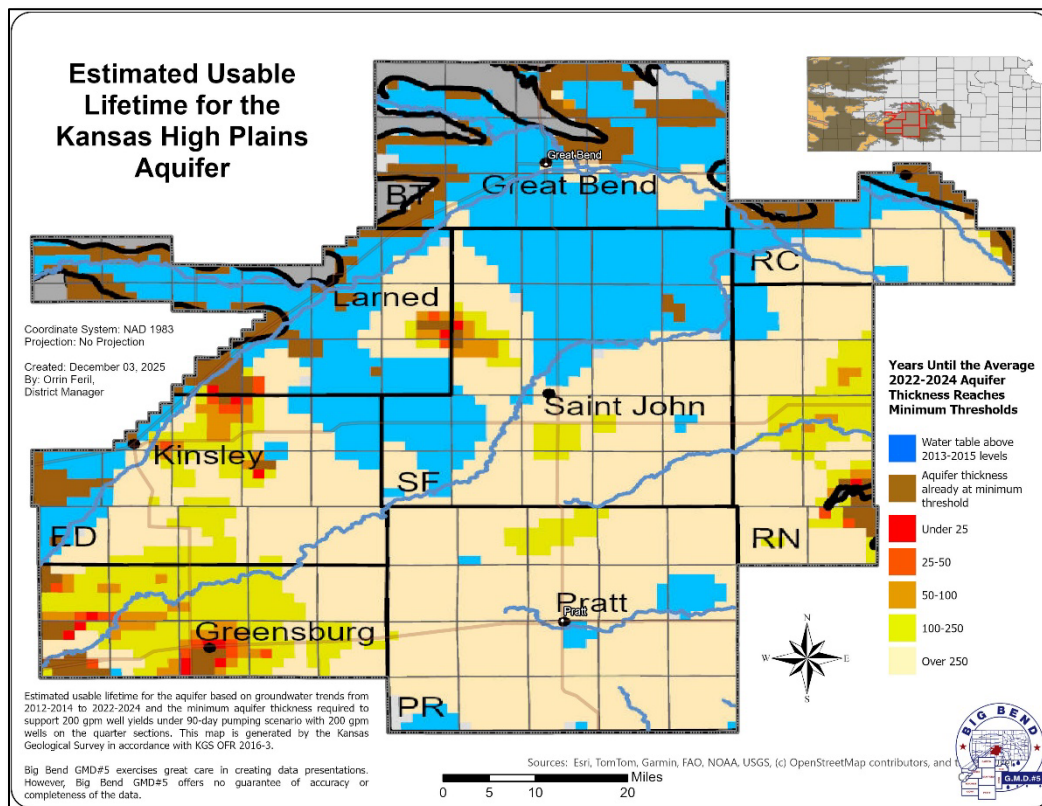 Estimated Usable
Lifetime for the
Kansas High Plains
Aquifer
Great Bend
Great Bend
BT
RC
Larned
Coordinate System: NAD 1983
Projection: No Projection
Created: December 03, 2025
By: Orrin Feril,
District Manager
Years Until the Average
2022-2024 Aquifer
Thickness Reaches
Minimum Thresholds
Water table above
2013-2015 levels
Aquifer thickness
already at minimum
threshold
Under 25
25-50
50-100
100-250
Over 250
Saint John
Kinsley
SF
ED
RN
Pratt
Pratt
Greensburg
PR
N
W
E
S
Estimated usable lifetime for the aquifer based on groundwater trends from
2012-2014 to 2022-2024 and the minimum aquifer thickness required to
support 200 gpm well yields under 90-day pumping scenario with 200 gpm
wells on the quarter sections. This map is generated by the Kansas
Geological Survey in accordance with KGS OFR 2016-3.
Big Bend GMD#5 exercises great care in creating data presentations.
However, Big Bend GMD#5 offers no guarantee of accuracy or
completeness of the data.
Sources: Esri, TomTom, Garmin, FAO, NOAA, USGS, (c) OpenStreetMap contributors, and
Miles
0 5 10 20
BIG BEND
G.M.D.#5